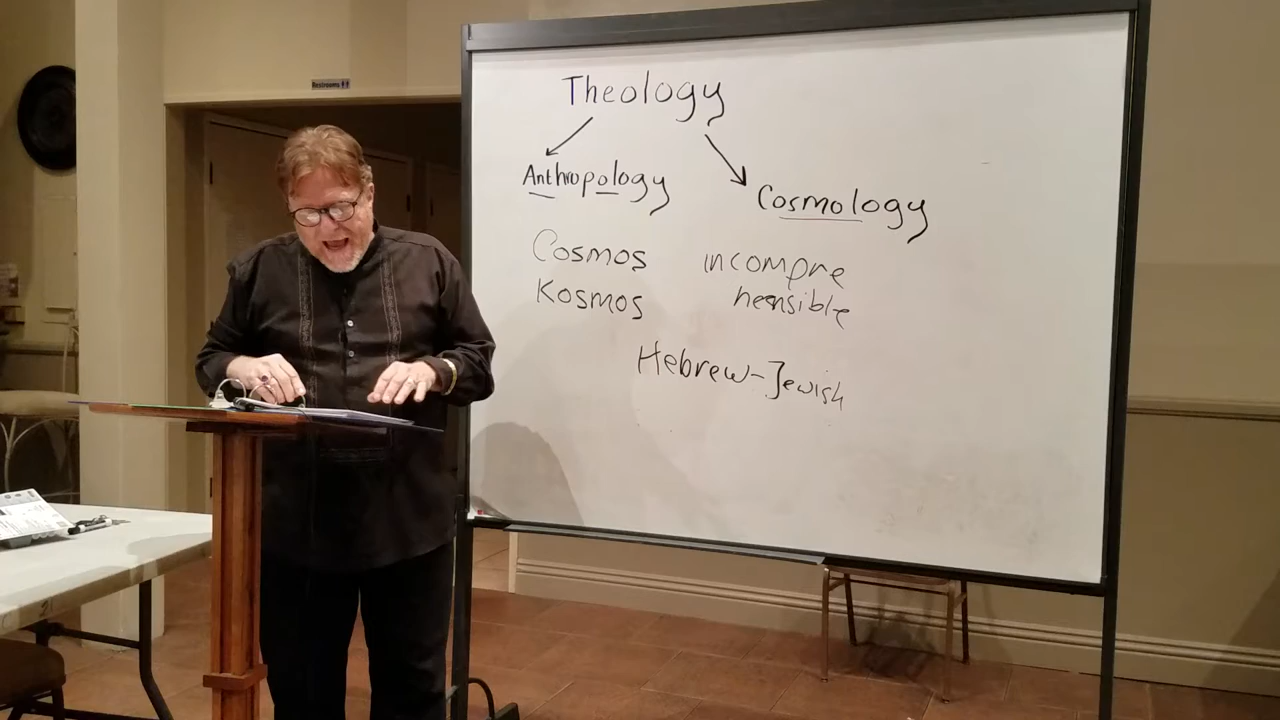 Restrooms
Theology
Anthropology
Cosmology
Cosmos
incompre
Kosmos
hensible
Hebrew-Jewish